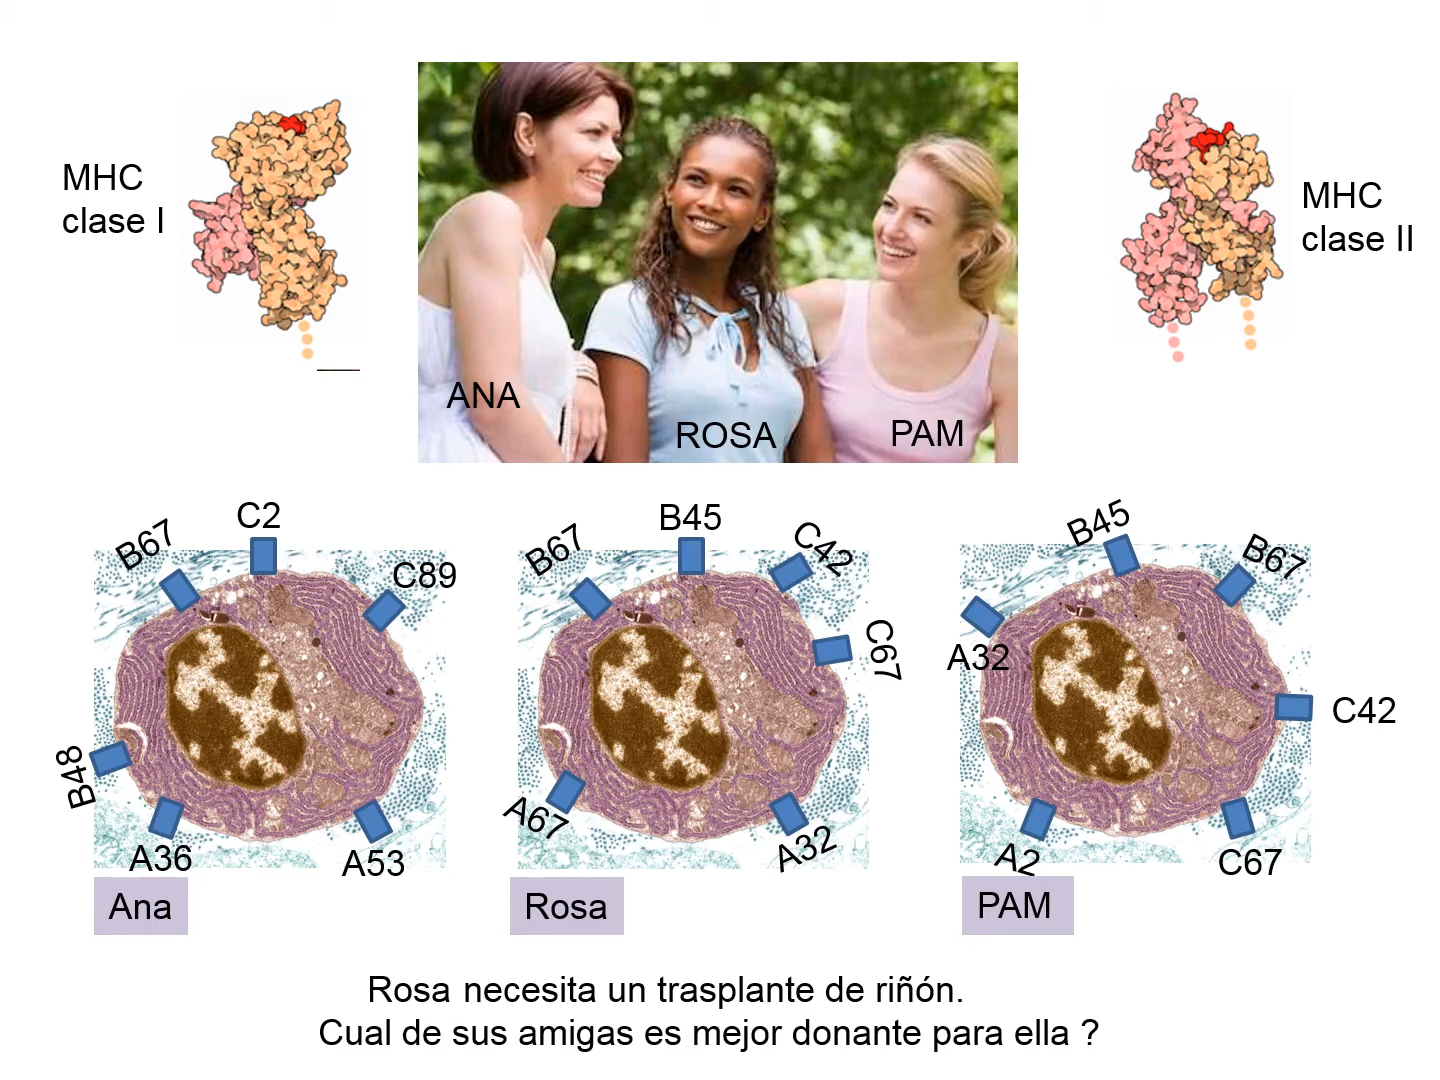 MHC
clase I
MHC
clase II
ANA
ROSA
PAM
B67
C2
C89
B48
A36
A53
Ana
B67
B45
C42
C67
A67
A32
Rosa
B45
B67
A32
C42
A2
C67
PAM
Rosa necesita un trasplante de riñón.
Cual de sus amigas es mejor donante para ella ?